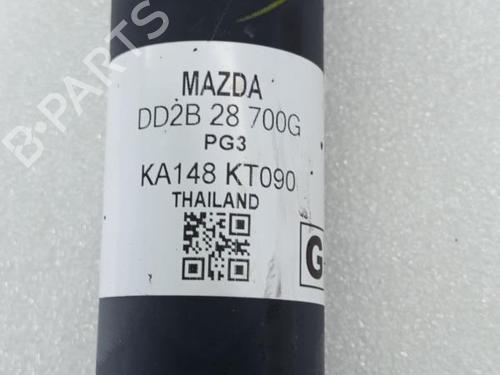 MAZDA
DD2B 28 700G
PG3
KA148 KT090
THAILAND
G
B-PARTS